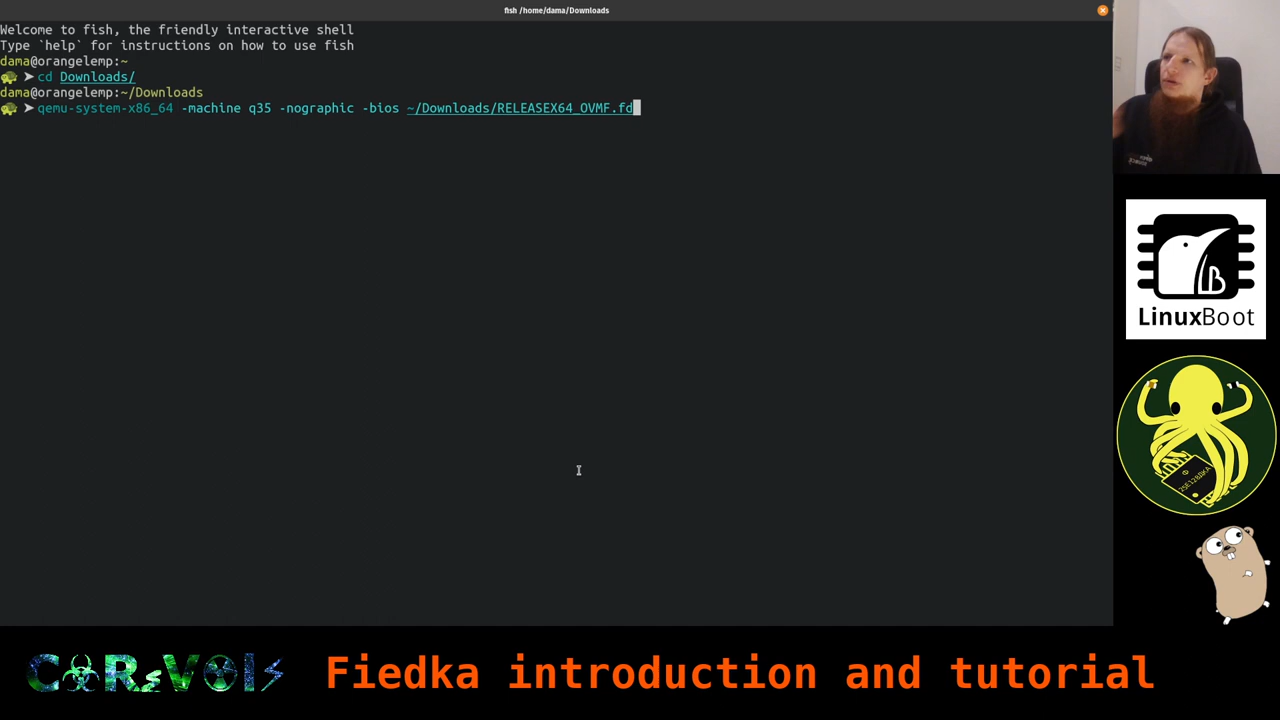 fish /home/dama/Downloads
Welcome to fish, the friendly interactive shell
Type `help` for instructions on how to use fish
dama@orangelemp:~
➤ cd Downloads/
dama@orangelemp:~/Downloads
➤ qemu-system-x86_64 -machine q35 -nographic -bios ~/Downloads/RELEASEX64_OVMF.fd
LB
LinuxBoot
CoReVolt
Fiedka introduction and tutorial